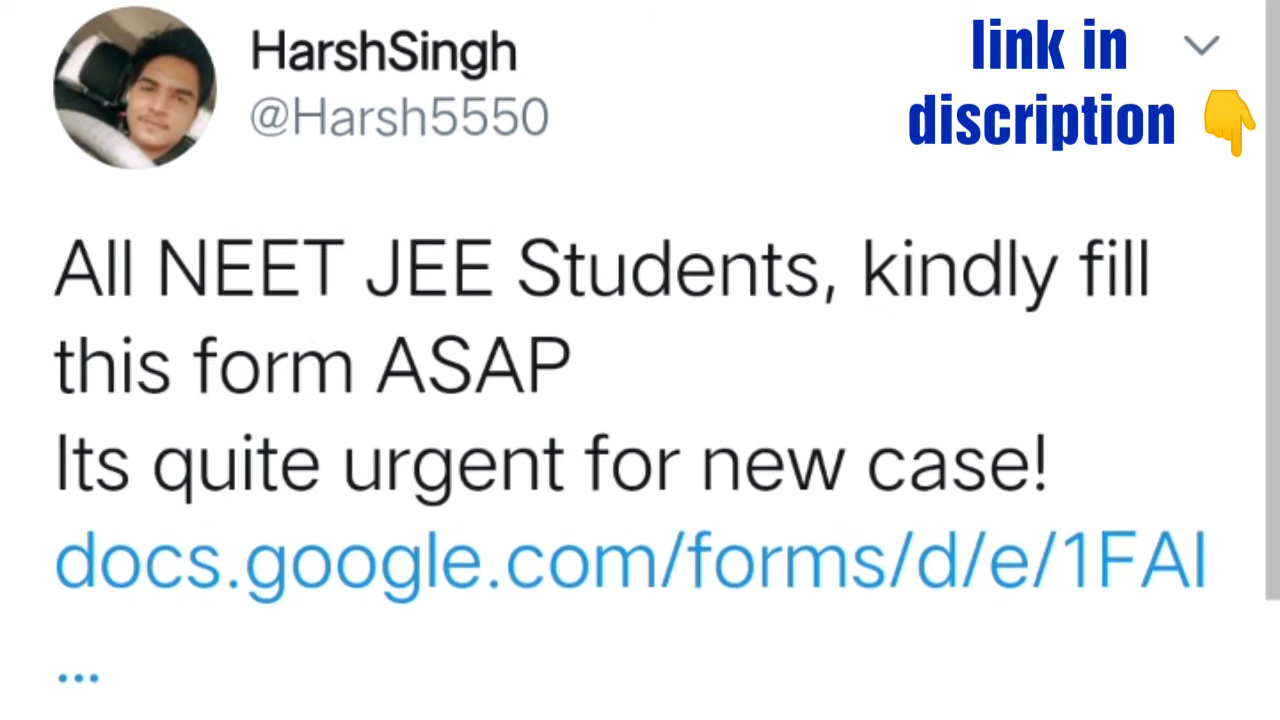 HarshSingh
@Harsh5550
link in
discription 👇
All NEET JEE Students, kindly fill
this form ASAP
Its quite urgent for new case!
docs.google.com/forms/d/e/1FAI
...